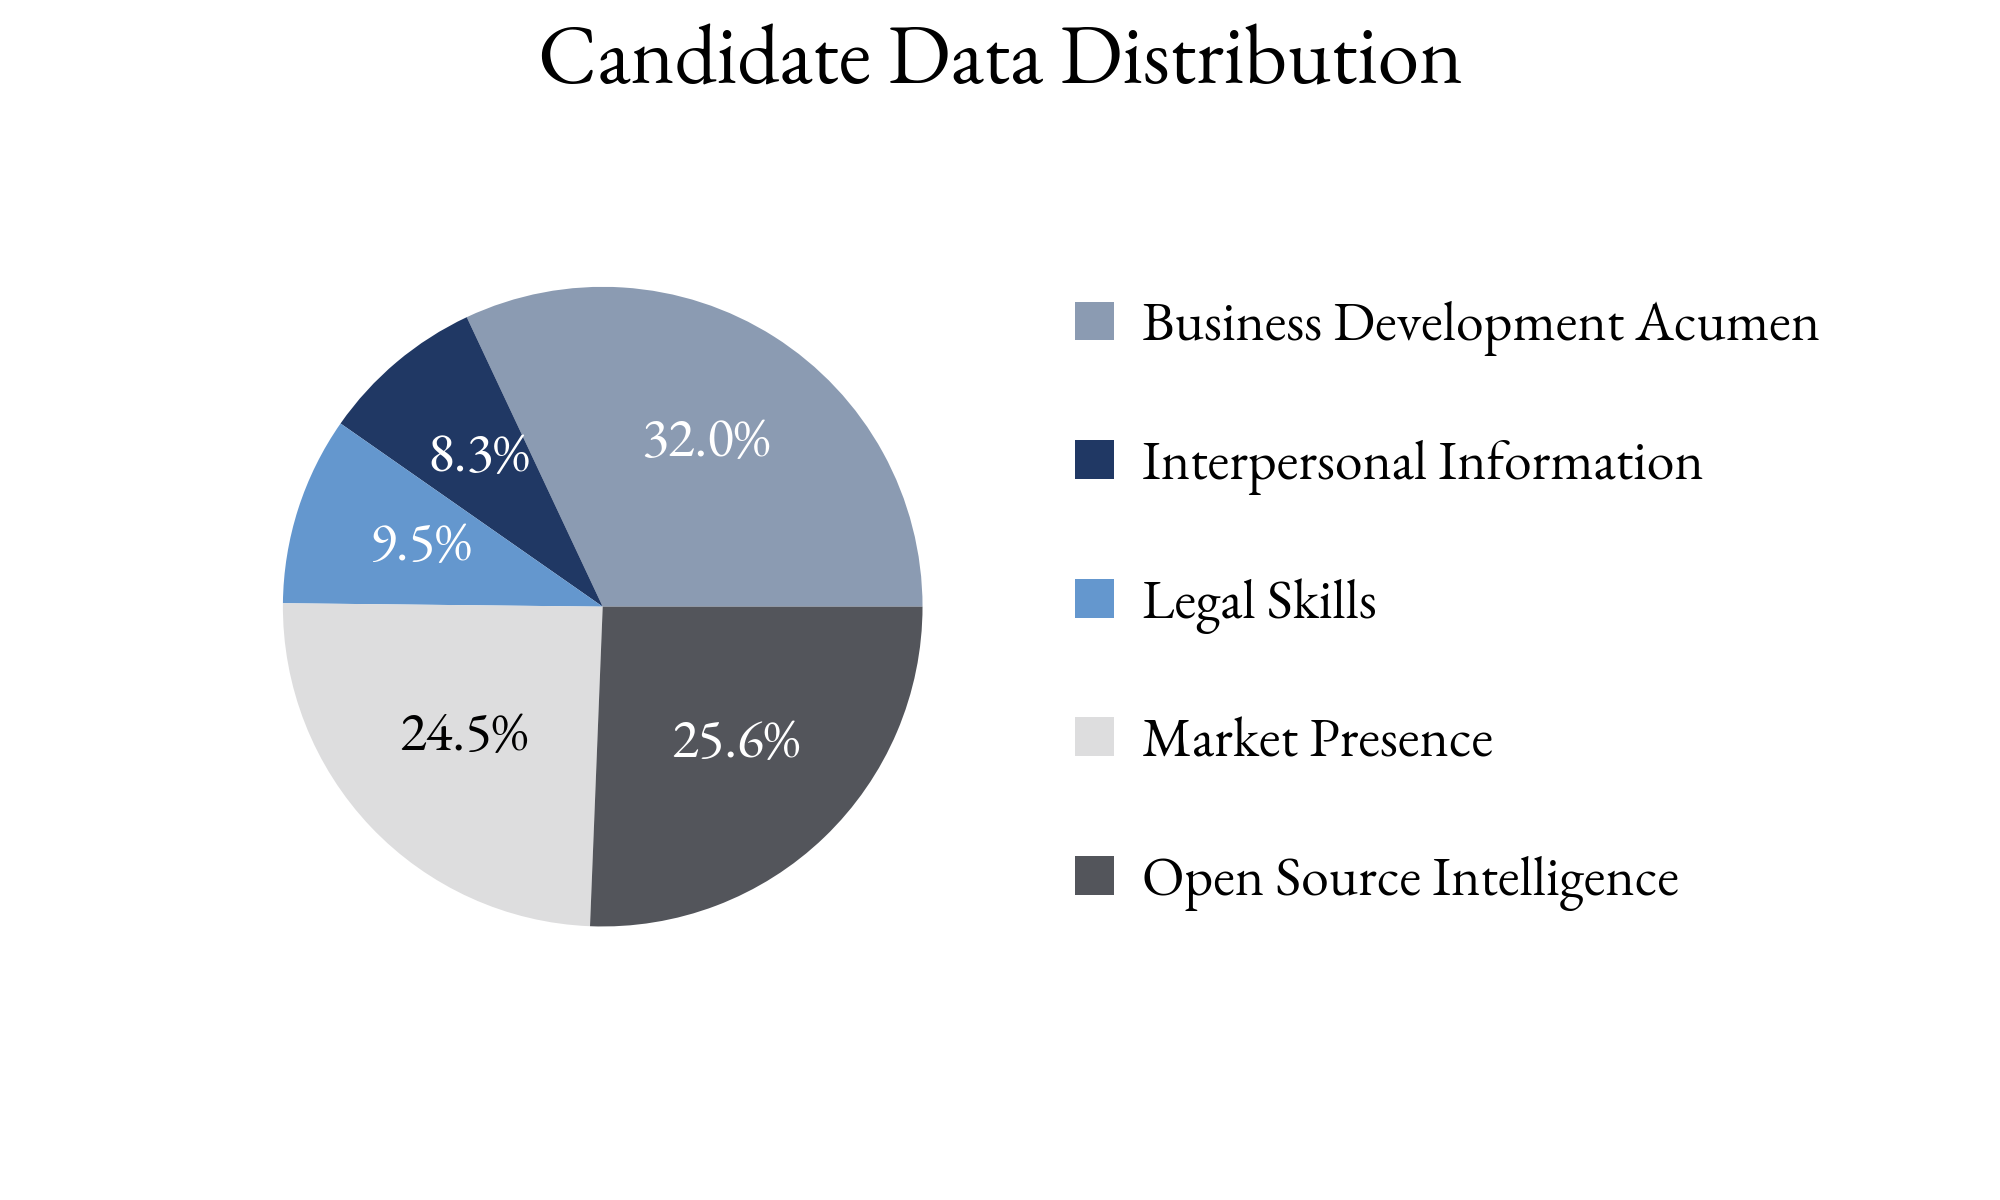 Candidate Data Distribution
32.0%
8.3%
9.5%
24.5%
25.6%
Business Development Acumen
Interpersonal Information
Legal Skills
Market Presence
Open Source Intelligence